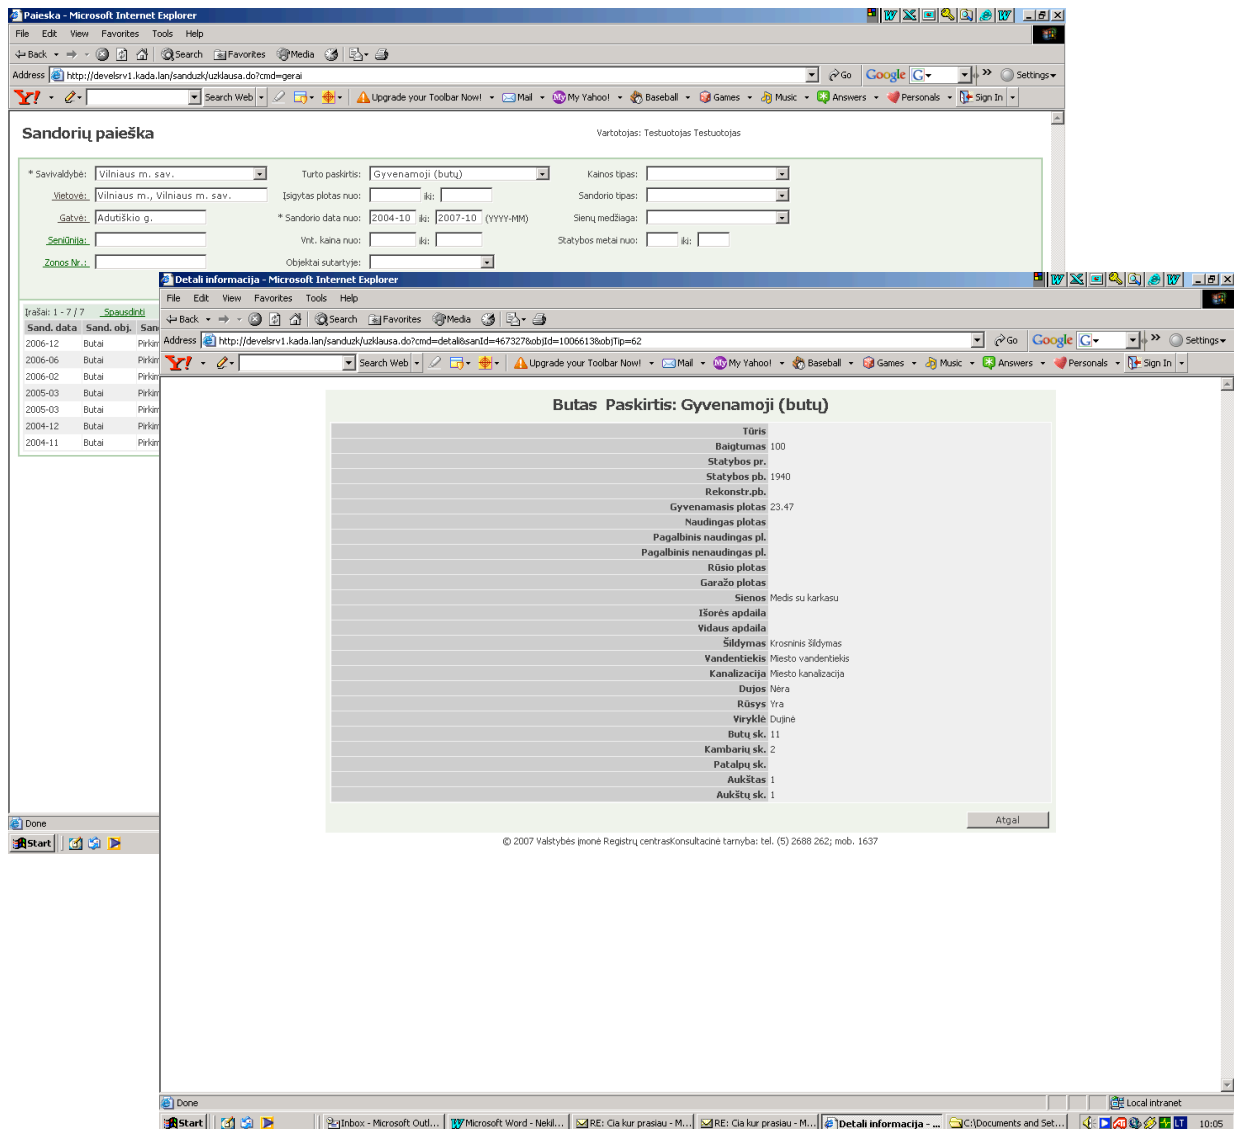 Paieska - Microsoft Internet Explorer
File Edit View Favorites Tools Help
Back Search Favorites Media
Address http://develsrv1.kada.lan/sanduzk/uzklausa.do?cmd=gerai Go Google G Settings
Y! Search Web Upgrade your Toolbar Now! Mail My Yahoo! Baseball Games Music Answers Personals Sign In
Sandorių paieška
Vartotojas: Testuotojas Testuotojas
* Savivaldybė: Vilniaus m. sav. Turto paskirtis: Gyvenamoji (butų) Kainos tipas:
Vietovė: Vilniaus m., Vilniaus m. sav. Įsigytas plotas nuo: iki: Sandorio tipas:
Gatvė: Adutiškio g. * Sandorio data nuo: 2004-10 iki: 2007-10 (YYYY-MM) Sienų medžiaga:
Seniūnija: Vnt. kaina nuo: iki: Statybos metai nuo: iki:
Zonos Nr.: Objektai sutartyje:
Įrašai: 1 - 7 / 7 Spausdinti
Sand. data Sand. obj. San
2006-12 Butai Pirkim
2006-06 Butai Pirkim
2006-02 Butai Pirkim
2005-03 Butai Pirkim
2005-03 Butai Pirkim
2004-12 Butai Pirkim
2004-11 Butai Pirkim
Done
Start
Detali informacija - Microsoft Internet Explorer
File Edit View Favorites Tools Help
Back Search Favorites Media
Address http://develsrv1.kada.lan/sanduzk/uzklausa.do?cmd=detali&sanId=467327&objId=1006613&objTip=62 Go Google G Settings
Y! Search Web Upgrade your Toolbar Now! Mail My Yahoo! Baseball Games Music Answers Personals Sign In
Butas Paskirtis: Gyvenamoji (butų)
Tūris
Baigtumas 100
Statybos pr.
Statybos pb. 1940
Rekonstr.pb.
Gyvenamasis plotas 23.47
Naudingas plotas
Pagalbinis naudingas pl.
Pagalbinis nenaudingas pl.
Rūsio plotas
Garažo plotas
Sienos Medis su karkasu
Išorės apdaila
Vidaus apdaila
Šildymas Krosninis šildymas
Vandentiekis Miesto vandentiekis
Kanalizacija Miesto kanalizacija
Dujos Nėra
Rūsys Yra
Viryklė Dujinė
Butų sk. 11
Kambarių sk. 2
Patalpų sk.
Aukštas 1
Aukštų sk. 1
Atgal
© 2007 Valstybės įmonė Registrų centrasKonsultacinė tarnyba: tel. (5) 2688 262; mob. 1637
Done Local intranet
Start Inbox - Microsoft Outl... Microsoft Word - Nekil... RE: Cia kur prasiau - M... RE: Cia kur prasiau - M... Detali informacija - ... C:\Documents and Set... LT 10:05